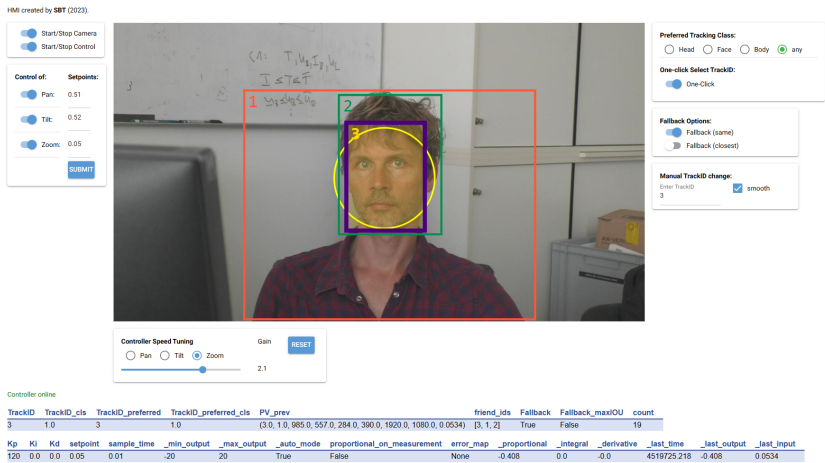 HMI created by SBT (2023).
Start/Stop Camera
Start/Stop Control
Control of: Setpoints:
Pan: 0.51
Tilt: 0.52
Zoom: 0.05
SUBMIT
1
2
3
Preferred Tracking Class:
Head Face Body any
One-click Select TrackID:
One-Click
Fallback Options:
Fallback (same)
Fallback (closest)
Manual TrackID change:
Enter TrackID
3
smooth
Controller Speed Tuning Gain
Pan Tilt Zoom
RESET
2.1
Controller online
TrackID TrackID_cls TrackID_preferred TrackID_preferred_cls PV_prev friend_ids Fallback Fallback_maxIOU count
3 1.0 3 1.0 (3.0, 1.0, 985.0, 557.0, 284.0, 390.0, 1920.0, 1080.0, 0.0534) [3, 1, 2] True False 19
Kp Ki Kd setpoint sample_time _min_output _max_output _auto_mode proportional_on_measurement error_map _proportional _integral _derivative _last_time _last_output _last_input
120 0.0 0.0 0.05 0.01 -20 20 True False None -0.408 0.0 -0.0 4519725.218 -0.408 0.0534